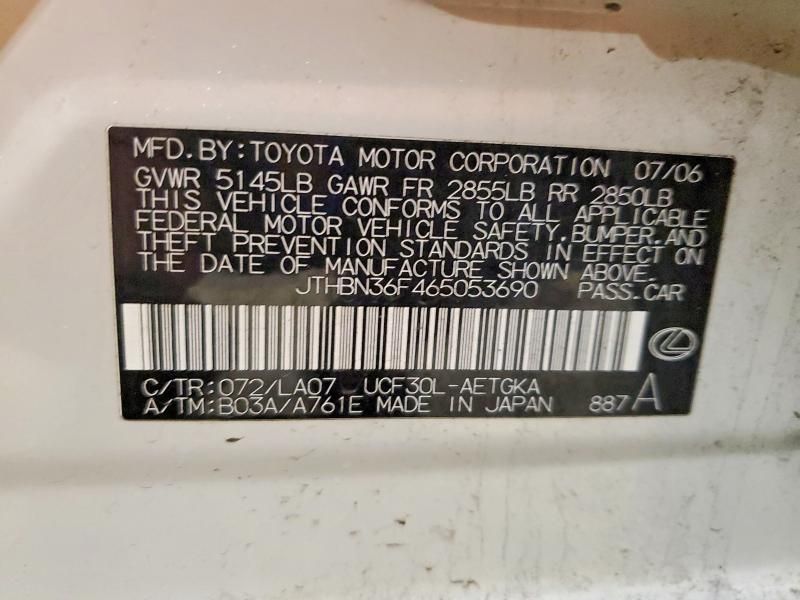 MFD. BY: TOYOTA MOTOR CORPORATION 07/06
GVWR 5145LB GAWR FR 2855LB RR 2850LB
THIS VEHICLE CONFORMS TO ALL APPLICABLE
FEDERAL MOTOR VEHICLE SAFETY, BUMPER, AND
THEFT PREVENTION STANDARDS IN EFFECT ON
THE DATE OF MANUFACTURE SHOWN ABOVE.
JTHBN36F465053690 PASS. CAR
C/TR: 072/LA07 UCF30L-AETGKA
A/TM: B03A/A761E MADE IN JAPAN 887 A